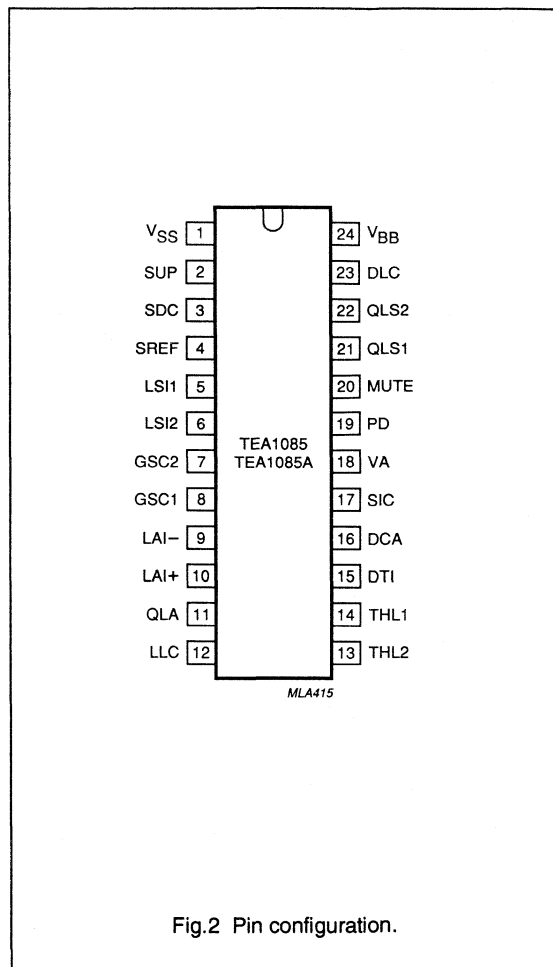 VSS 1 24 VBB
SUP 2 23 DLC
SDC 3 22 QLS2
SREF 4 21 QLS1
LSI1 5 20 MUTE
LSI2 6 19 PD
TEA1085
GSC2 7 TEA1085A 18 VA
GSC1 8 17 SIC
LAI− 9 16 DCA
LAI+ 10 15 DTI
QLA 11 14 THL1
LLC 12 13 THL2
MLA415
Fig.2 Pin configuration.